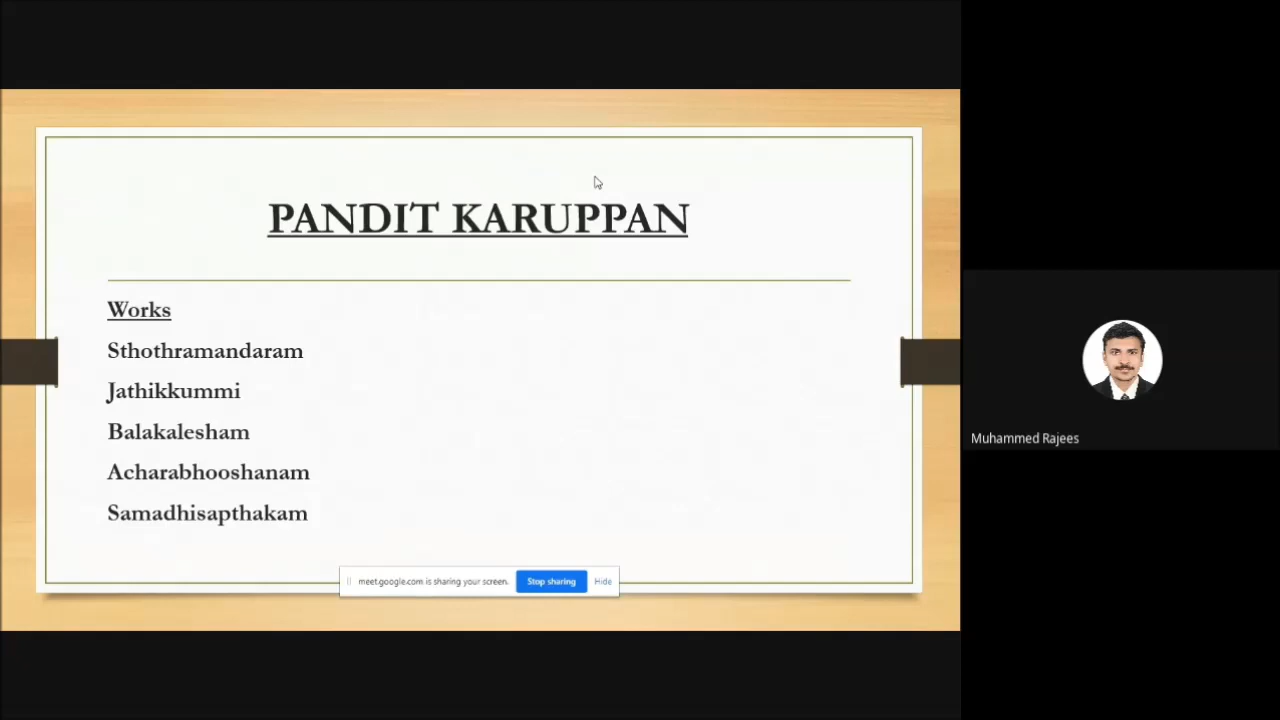 PANDIT KARUPPAN
Works
Sthothramandaram
Jathikkummi
Balakalesham
Acharabhooshanam
Samadhisapthakam
meet.google.com is sharing your screen. Stop sharing Hide
Muhammed Rajees